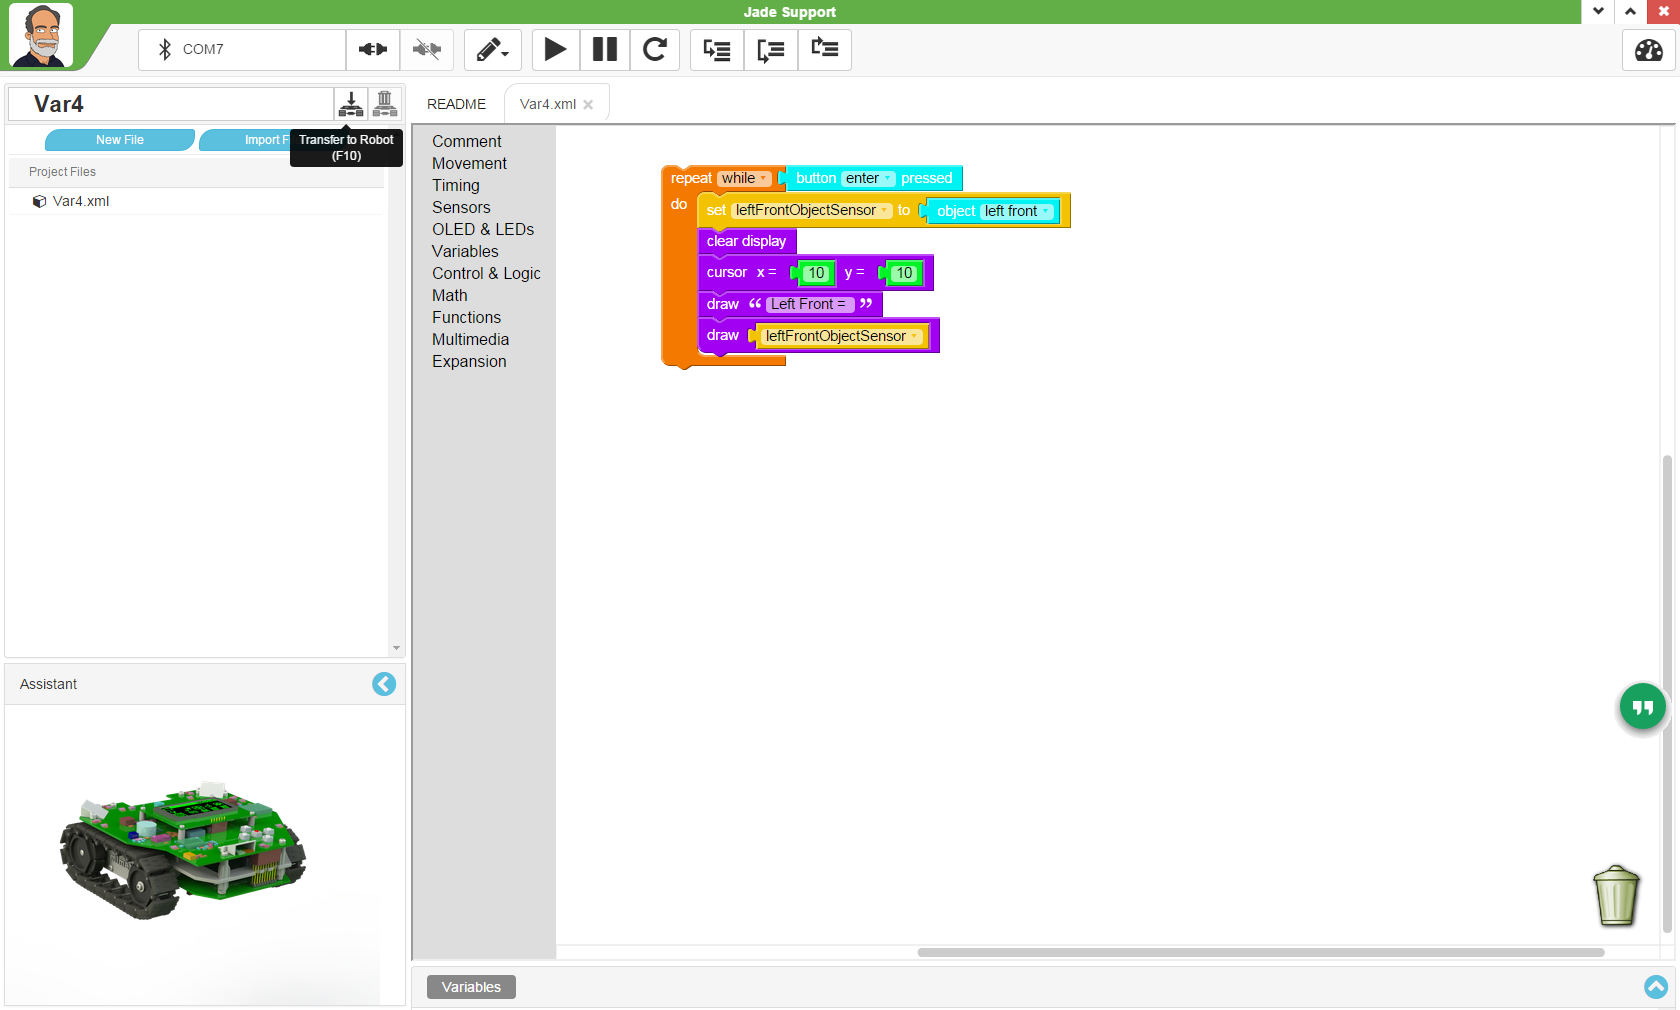 Jade Support
COM7
Var4
README
Var4.xml
New File
Import F
Transfer to Robot
(F10)
Project Files
Var4.xml
Comment
Movement
Timing
Sensors
OLED & LEDs
Variables
Control & Logic
Math
Functions
Multimedia
Expansion
repeat while button enter pressed
do set leftFrontObjectSensor to object left front
clear display
cursor x = 10 y = 10
draw “ Left Front = ”
draw leftFrontObjectSensor
Assistant
Variables